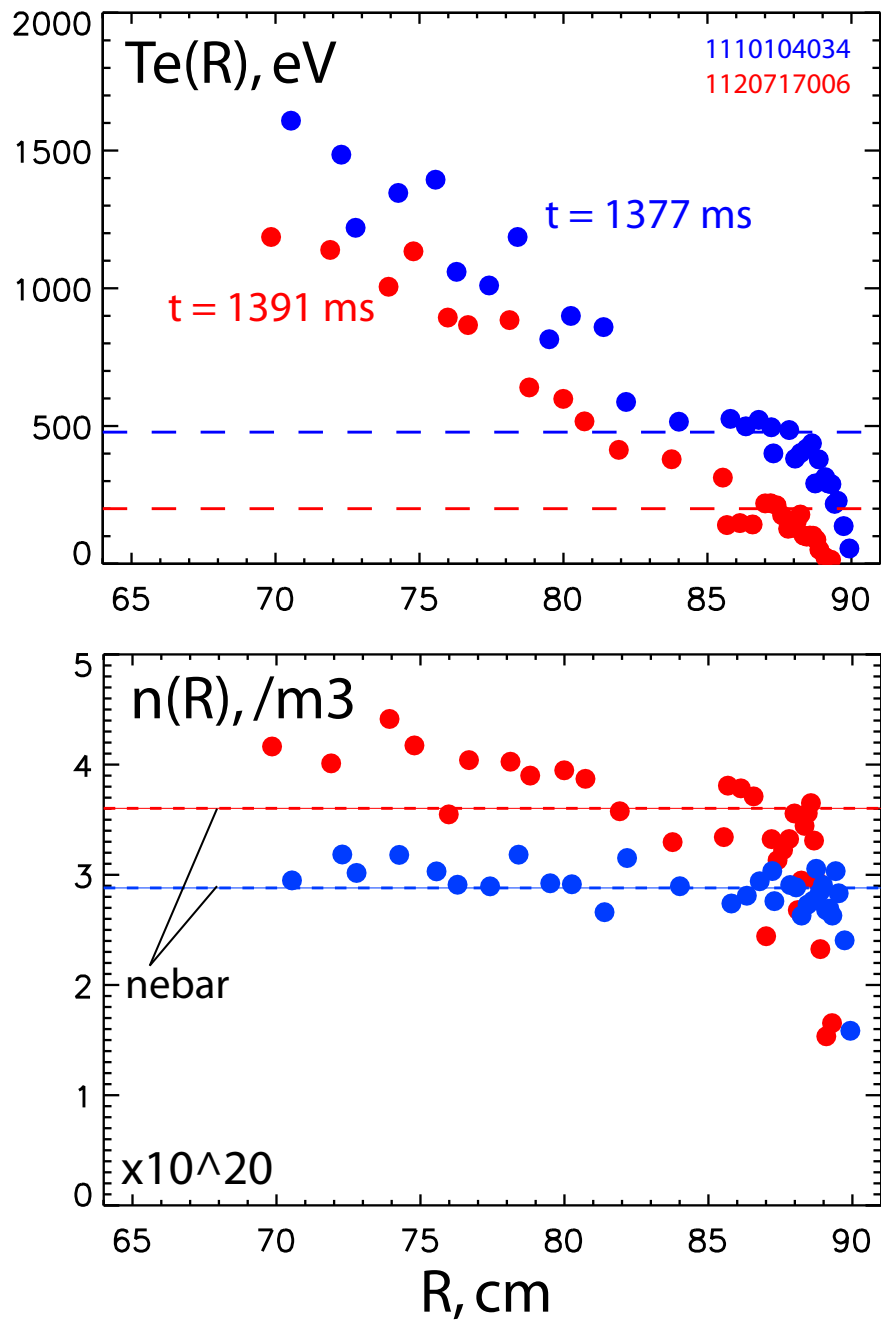 2000
Te(R), eV
1110104034
1120717006
1500
t = 1377 ms
1000
t = 1391 ms
500
0
65 70 75 80 85 90
5
n(R), /m3
4
3
2
nebar
1
x10^20
0
65 70 75 80 85 90
R, cm